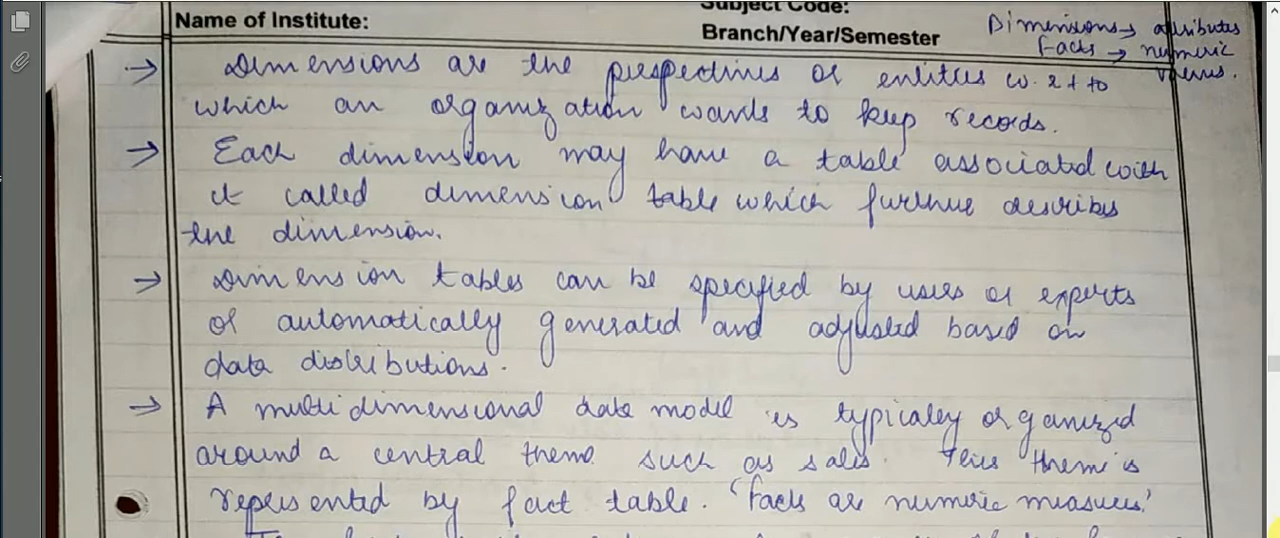 Subject Code:
Name of Institute:
Branch/Year/Semester
Dimensions → attributes
Facts → numeric
→ Dimensions are the perspectives or entities w.r.t to
which an organization wants to keep records.
→ Each dimension may have a table associated with
it called dimension table which further describes
the dimension.
→ Dimension tables can be specified by users or experts
or automatically generated and adjusted based on
data distributions.
→ A multidimensional data model is typically organized
around a central theme such as sales. This theme is
represented by fact table. 'Facts are numeric measures'